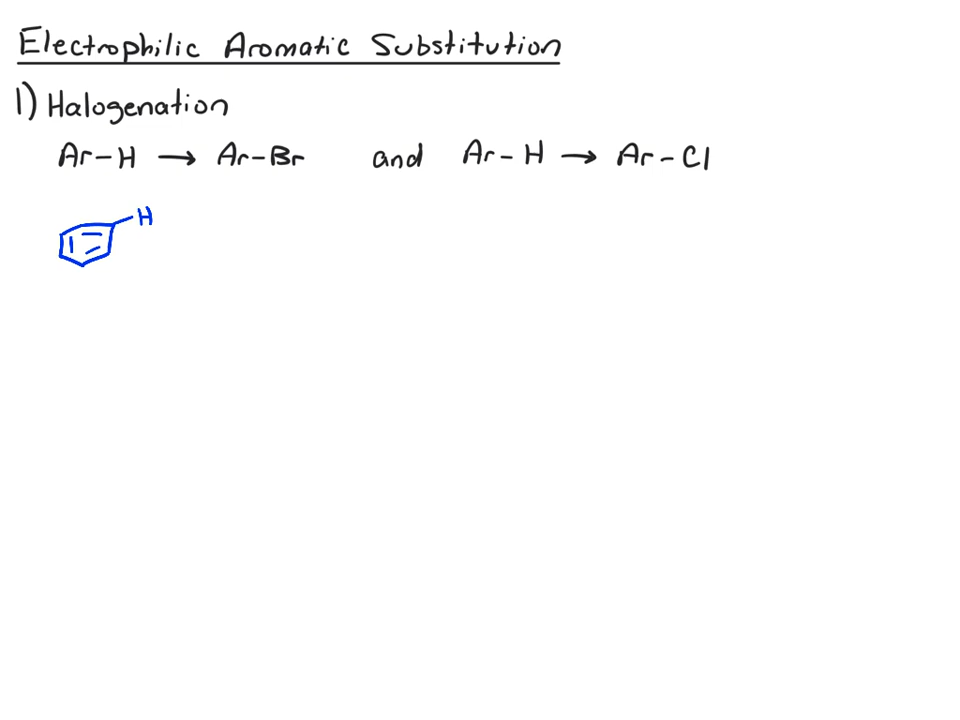 Electrophilic Aromatic Substitution
1) Halogenation
Ar-H → Ar-Br and Ar-H → Ar-Cl
H